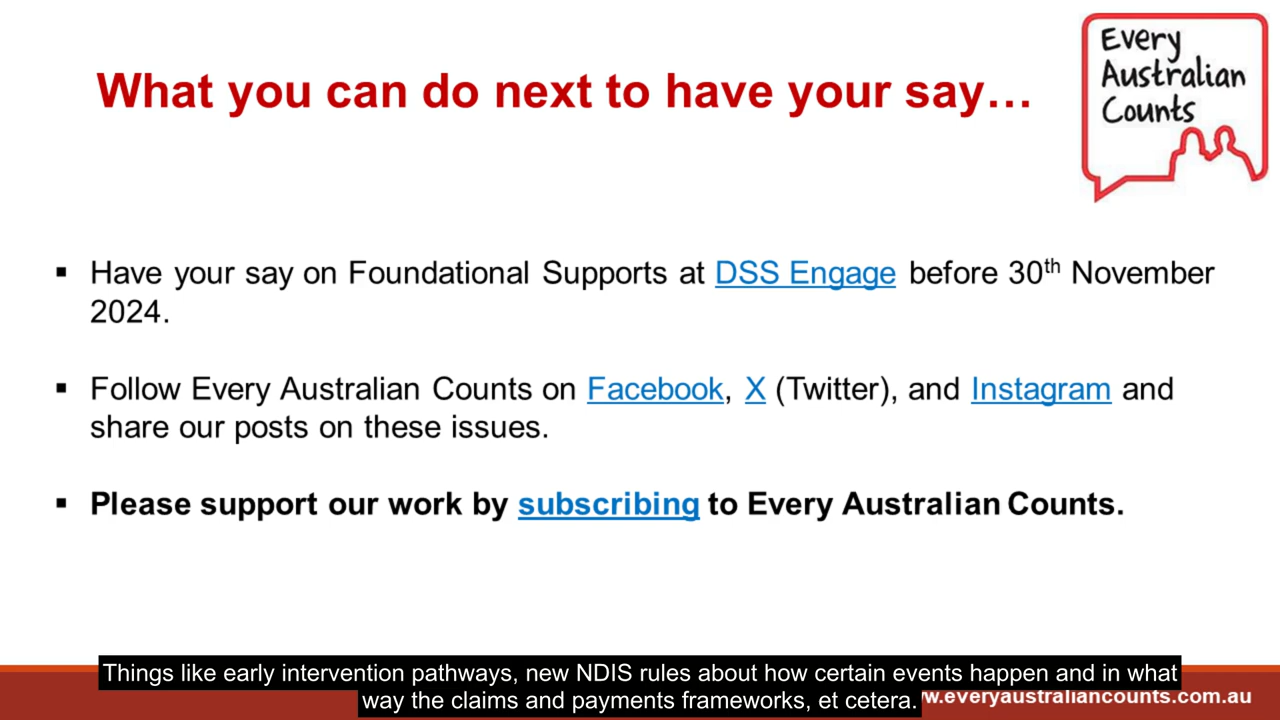 What you can do next to have your say…
Every
Australian
Counts
▪ Have your say on Foundational Supports at DSS Engage before 30th November
2024.
▪ Follow Every Australian Counts on Facebook, X (Twitter), and Instagram and
share our posts on these issues.
▪ Please support our work by subscribing to Every Australian Counts.
Things like early intervention pathways, new NDIS rules about how certain events happen and in what
way the claims and payments frameworks, et cetera.
w.everyaustraliancounts.com.au